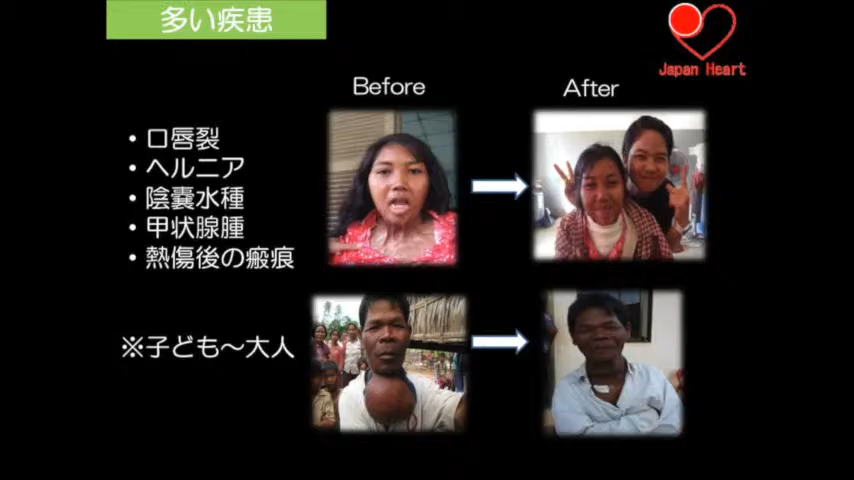 多い疾患
Japan Heart
Before
After
・口唇裂
・ヘルニア
・陰嚢水種
・甲状腺腫
・熱傷後の瘢痕
※子ども～大人